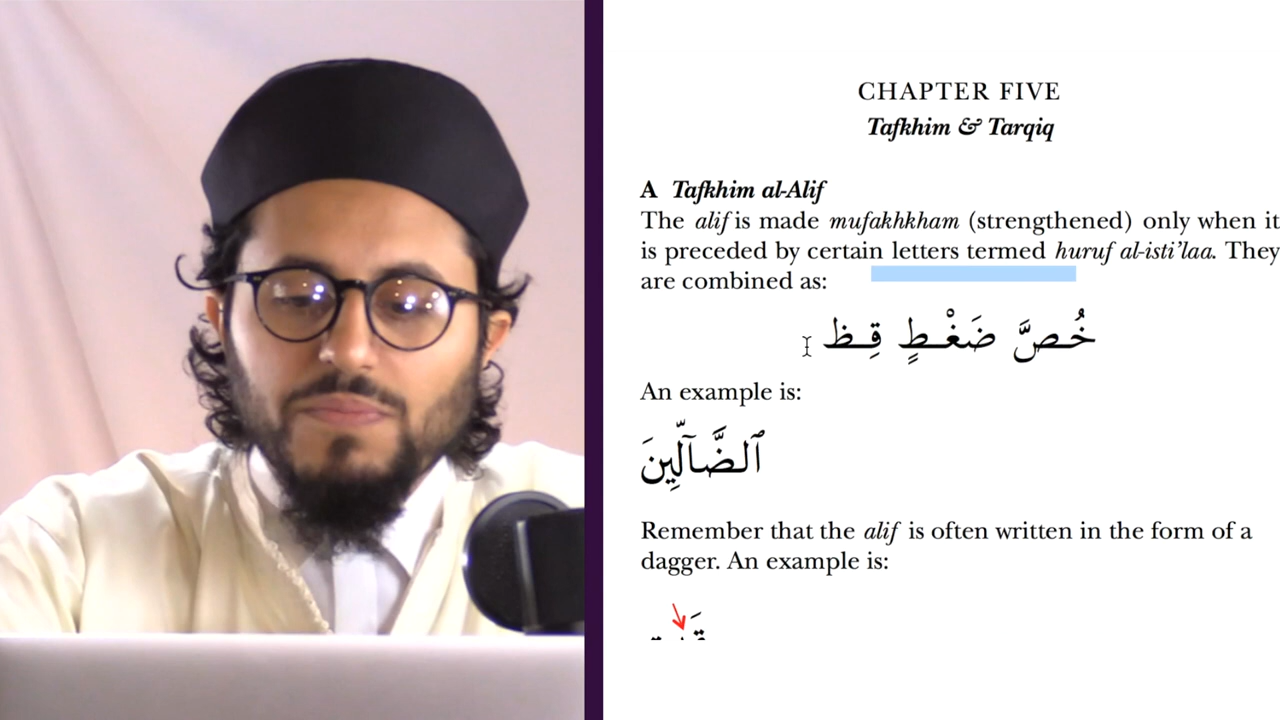 CHAPTER FIVE
Tafkhim & Tarqiq
A Tafkhim al-Alif
The alif is made mufakhkham (strengthened) only when it
is preceded by certain letters termed huruf al-isti’laa. They
are combined as:
خُصَّ ضَغْطٍ قِظ
An example is:
ٱلضَّآلِّينَ
Remember that the alif is often written in the form of a
dagger. An example is: